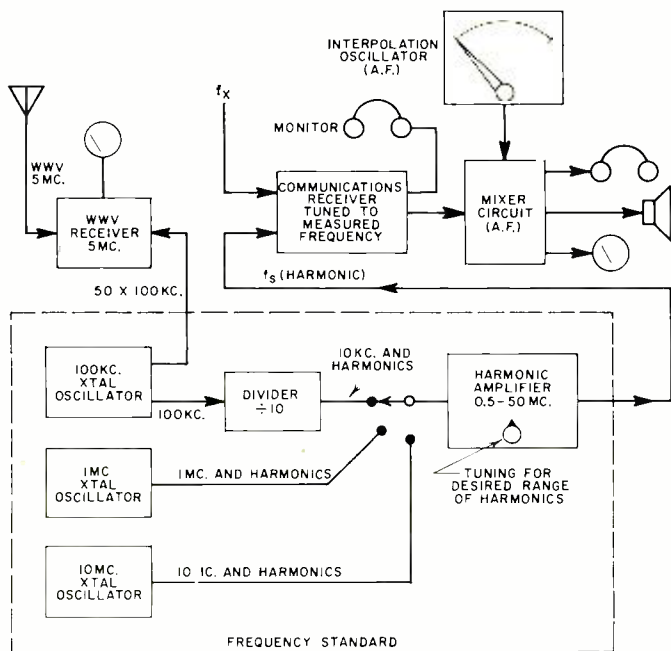 INTERPOLATION
OSCILLATOR
(A.F.)
fx
MONITOR
WWV
5MC.
WWV
RECEIVER
5MC.
COMMUNICATIONS
RECEIVER
TUNED TO
MEASURED
FREQUENCY
MIXER
CIRCUIT
(A.F.)
fs (HARMONIC)
50 X 100KC.
100KC.
XTAL
OSCILLATOR
100KC.
DIVIDER
÷10
10KC. AND
HARMONICS
HARMONIC
AMPLIFIER
0.5-50 MC.
TUNING FOR
DESIRED RANGE
OF HARMONICS
1MC
XTAL
OSCILLATOR
1MC. AND HARMONICS
10MC.
XTAL
OSCILLATOR
10 C. AND HARMONICS
FREQUENCY STANDARD